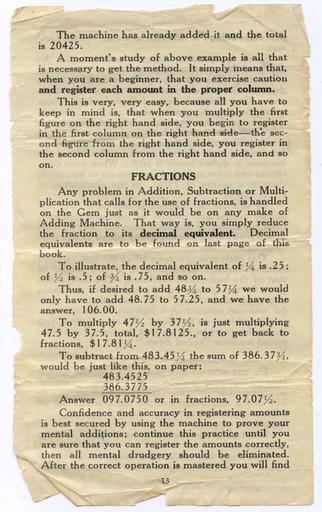 The machine has already added it and the total
is 20425.
A moment's study of above example is all that
is necessary to get the method. It simply means that,
when you are a beginner, that you exercise caution
and register each amount in the proper column.
This is very, very easy, because all you have to
keep in mind is, that when you multiply the first
figure on the right hand side, you begin to register
in the first column on the right hand side—the sec-
ond figure from the right hand side, you register in
the second column from the right hand side, and so
on.
FRACTIONS
Any problem in Addition, Subtraction or Multi-
plication that calls for the use of fractions, is handled
on the Gem just as it would be on any make of
Adding Machine. That way is, you simply reduce
the fraction to its decimal equivalent. Decimal
equivalents are to be found on last page of this
book.
To illustrate, the decimal equivalent of ¼ is .25;
of ½ is .5; of ¾ is .75, and so on.
Thus, if desired to add 48¾ to 57¼ we would
only have to add 48.75 to 57.25, and we have the
answer, 106.00.
To multiply 47½ by 37½, is just multiplying
47.5 by 37.5, total, $17.8125., or to get back to
fractions, $17.81¼.
To subtract from 483.45¼ the sum of 386.37¾,
would be just like this, on paper:
483.4525
386.3775
Answer 097.0750 or in fractions, 97.07½.
Confidence and accuracy in registering amounts
is best secured by using the machine to prove your
mental additions; continue this practice until you
are sure that you can register the amounts correctly,
then all mental drudgery should be eliminated.
After the correct operation is mastered you will find
13